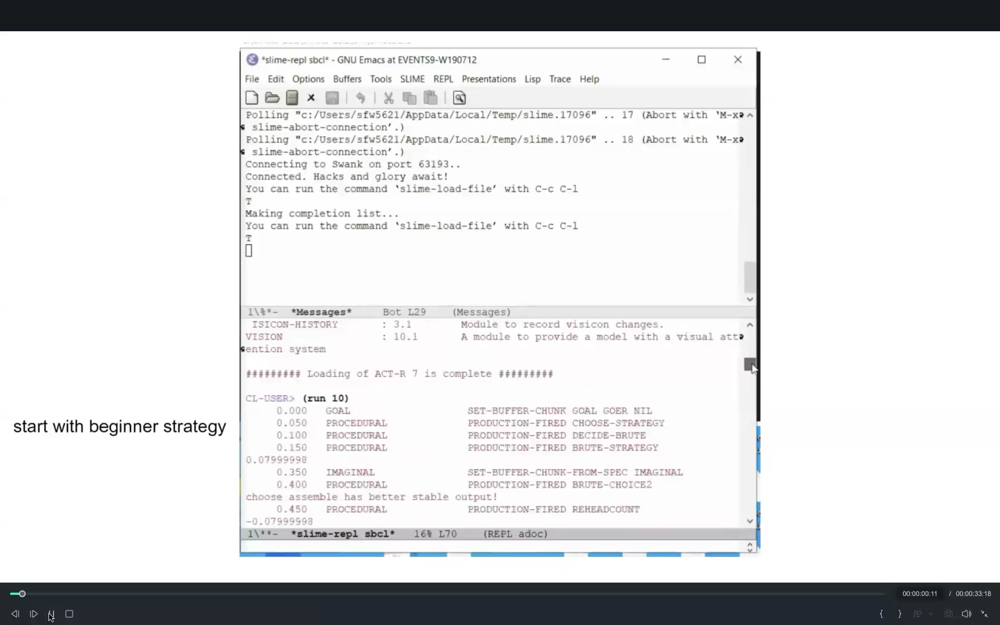 *slime-repl sbcl* - GNU Emacs at EVENTS9-W190712
File Edit Options Buffers Tools SLIME REPL Presentations Lisp Trace Help
Polling "c:/Users/sfw5621/AppData/Local/Temp/slime.17096" .. 17 (Abort with ‘M-x
slime-abort-connection’.)
Polling "c:/Users/sfw5621/AppData/Local/Temp/slime.17096" .. 18 (Abort with ‘M-x
slime-abort-connection’.)
Connecting to Swank on port 63193..
Connected. Hacks and glory await!
You can run the command ‘slime-load-file’ with C-c C-l
T
Making completion list...
You can run the command ‘slime-load-file’ with C-c C-l
T
1\%*- *Messages* Bot L29 (Messages)
ISICON-HISTORY : 3.1 Module to record visicon changes.
VISION : 10.1 A module to provide a model with a visual att
ention system
######### Loading of ACT-R 7 is complete #########
CL-USER> (run 10)
0.000 GOAL SET-BUFFER-CHUNK GOAL GOER NIL
0.050 PROCEDURAL PRODUCTION-FIRED CHOOSE-STRATEGY
start with beginner strategy
0.100 PROCEDURAL PRODUCTION-FIRED DECIDE-BRUTE
0.150 PROCEDURAL PRODUCTION-FIRED BRUTE-STRATEGY
0.07999998
0.350 IMAGINAL SET-BUFFER-CHUNK-FROM-SPEC IMAGINAL
0.400 PROCEDURAL PRODUCTION-FIRED BRUTE-CHOICE2
choose assemble has better stable output!
0.450 PROCEDURAL PRODUCTION-FIRED REHEADCOUNT
-0.07999998
1\**- *slime-repl sbcl* 16% L70 (REPL adoc)
00:00:00:11 / 00:00:33:18